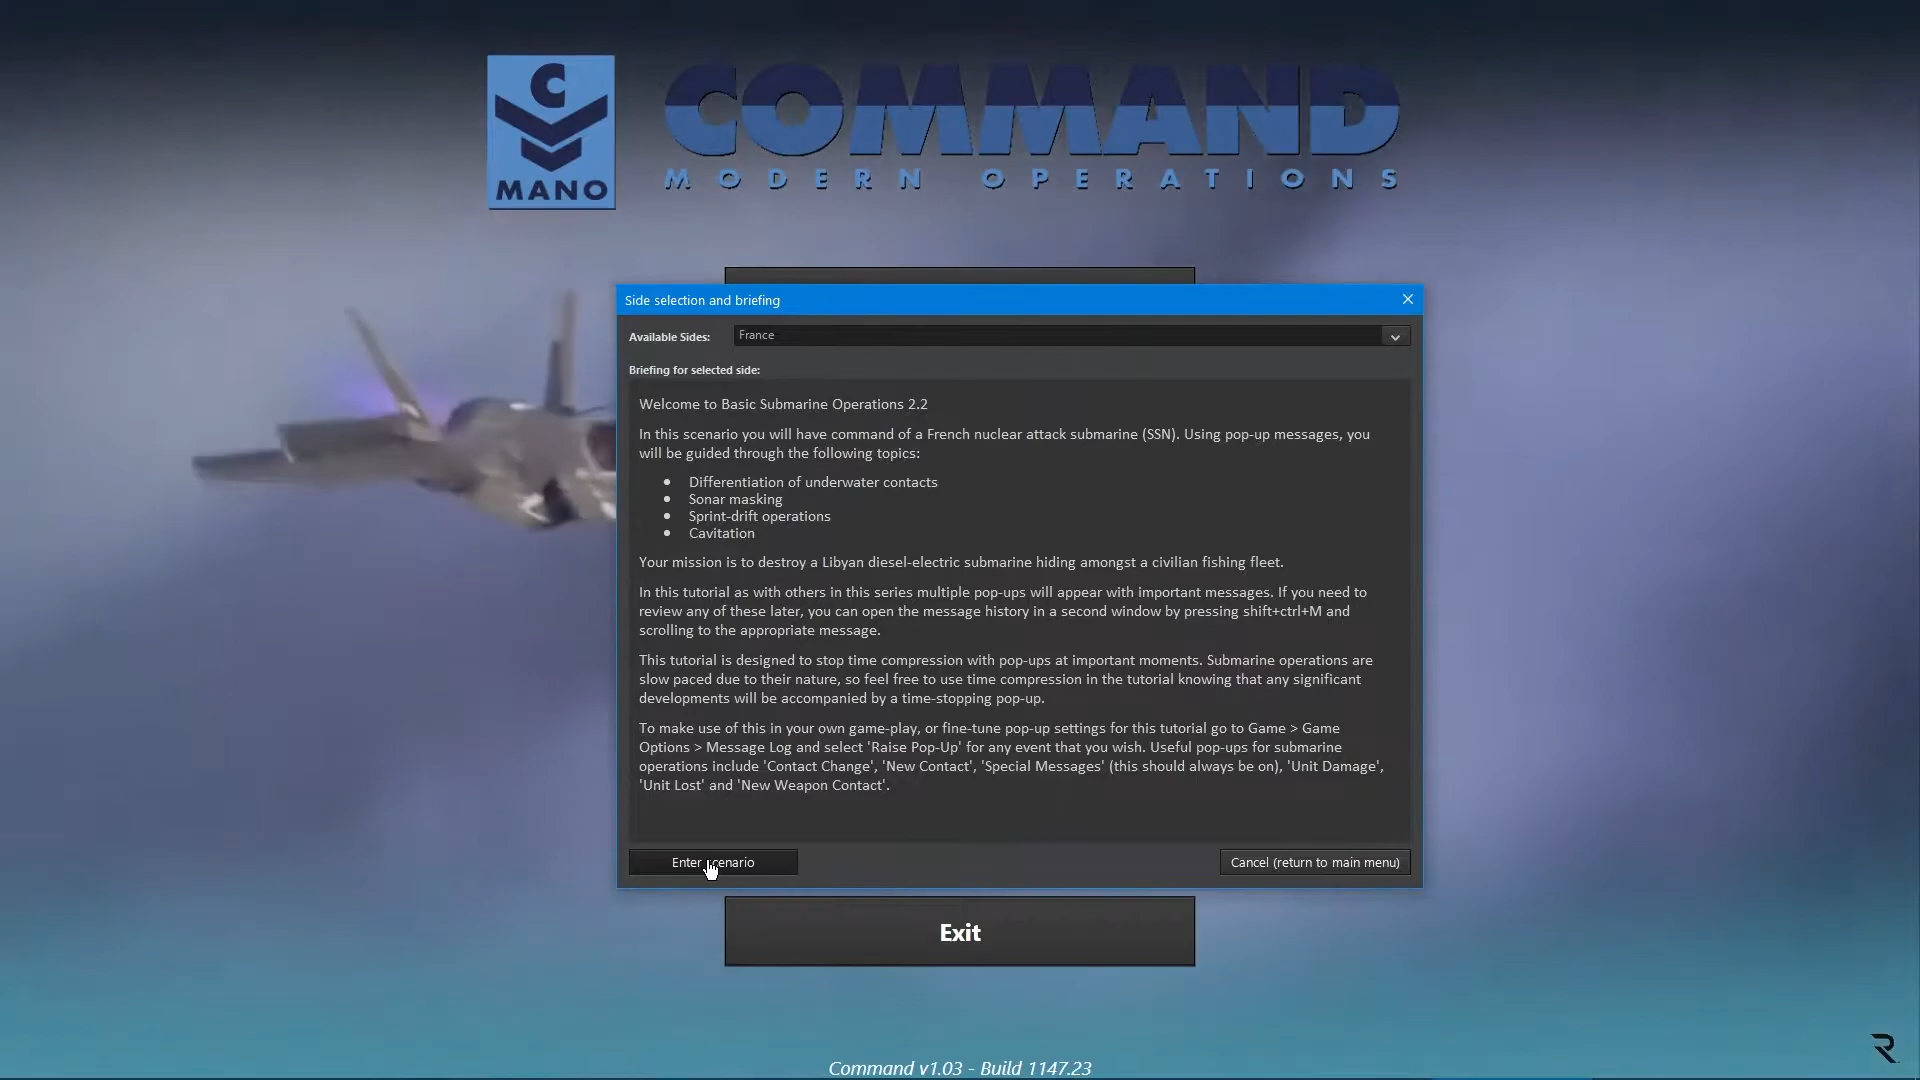 C
MANO
COMMAND
MODERN OPERATIONS
Side selection and briefing
Available Sides: France
Briefing for selected side:
Welcome to Basic Submarine Operations 2.2
In this scenario you will have command of a French nuclear attack submarine (SSN). Using pop-up messages, you
will be guided through the following topics:
• Differentiation of underwater contacts
• Sonar masking
• Sprint-drift operations
• Cavitation
Your mission is to destroy a Libyan diesel-electric submarine hiding amongst a civilian fishing fleet.
In this tutorial as with others in this series multiple pop-ups will appear with important messages. If you need to
review any of these later, you can open the message history in a second window by pressing shift+ctrl+M and
scrolling to the appropriate message.
This tutorial is designed to stop time compression with pop-ups at important moments. Submarine operations are
slow paced due to their nature, so feel free to use time compression in the tutorial knowing that any significant
developments will be accompanied by a time-stopping pop-up.
To make use of this in your own game-play, or fine-tune pop-up settings for this tutorial go to Game > Game
Options > Message Log and select 'Raise Pop-Up' for any event that you wish. Useful pop-ups for submarine
operations include 'Contact Change', 'New Contact', 'Special Messages' (this should always be on), 'Unit Damage',
'Unit Lost' and 'New Weapon Contact'.
Enter scenario
Cancel (return to main menu)
Exit
Command v1.03 - Build 1147.23